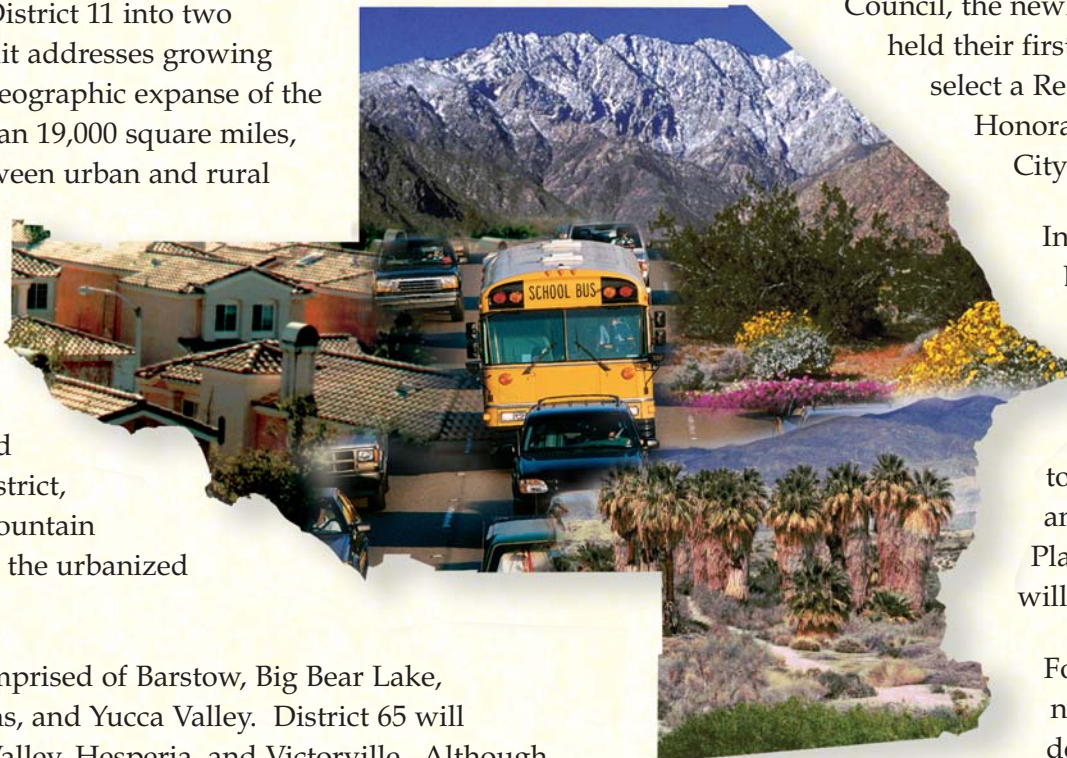 District 11 into two
it addresses growing
eographic expanse of the
an 19,000 square miles,
ween urban and rural
strict,
ountain
the urbanized
mprised of Barstow, Big Bear Lake,
and Yucca Valley. District 65 will
Valley, Hesperia, and Victorville. Although
SCHOOL BUS
Council, the new
held their first
select a Re
Honora
City
In
to
ar
Pla
will
Fo
n
de